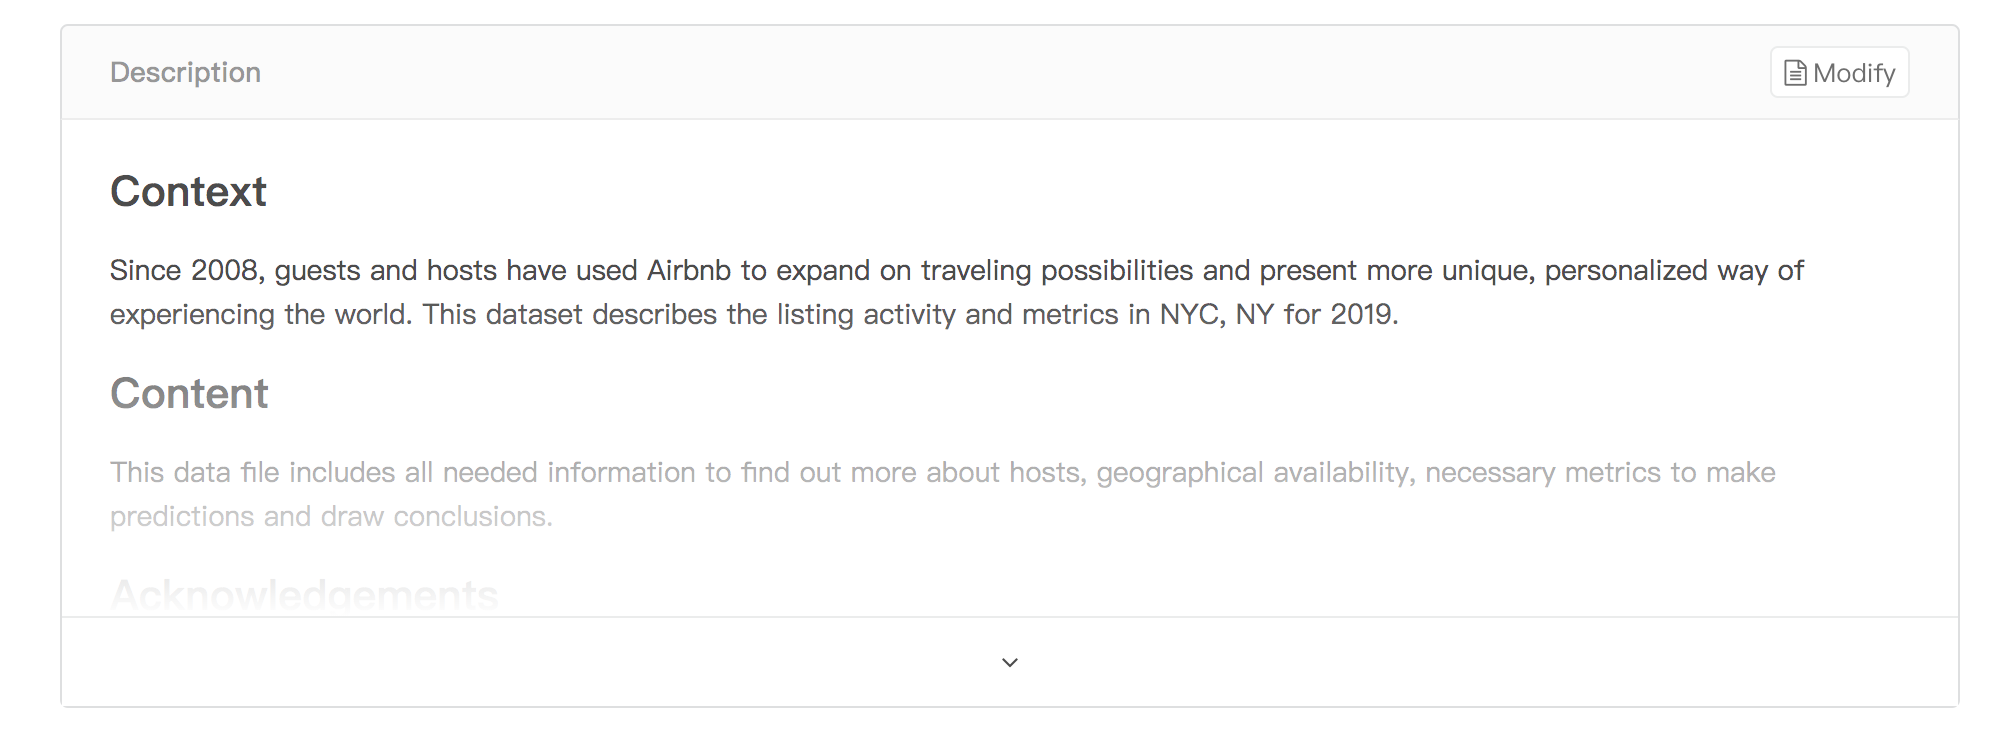 Description
Modify
Context
Since 2008, guests and hosts have used Airbnb to expand on traveling possibilities and present more unique, personalized way of
experiencing the world. This dataset describes the listing activity and metrics in NYC, NY for 2019.
Content
This data file includes all needed information to find out more about hosts, geographical availability, necessary metrics to make
predictions and draw conclusions.
Acknowledgements